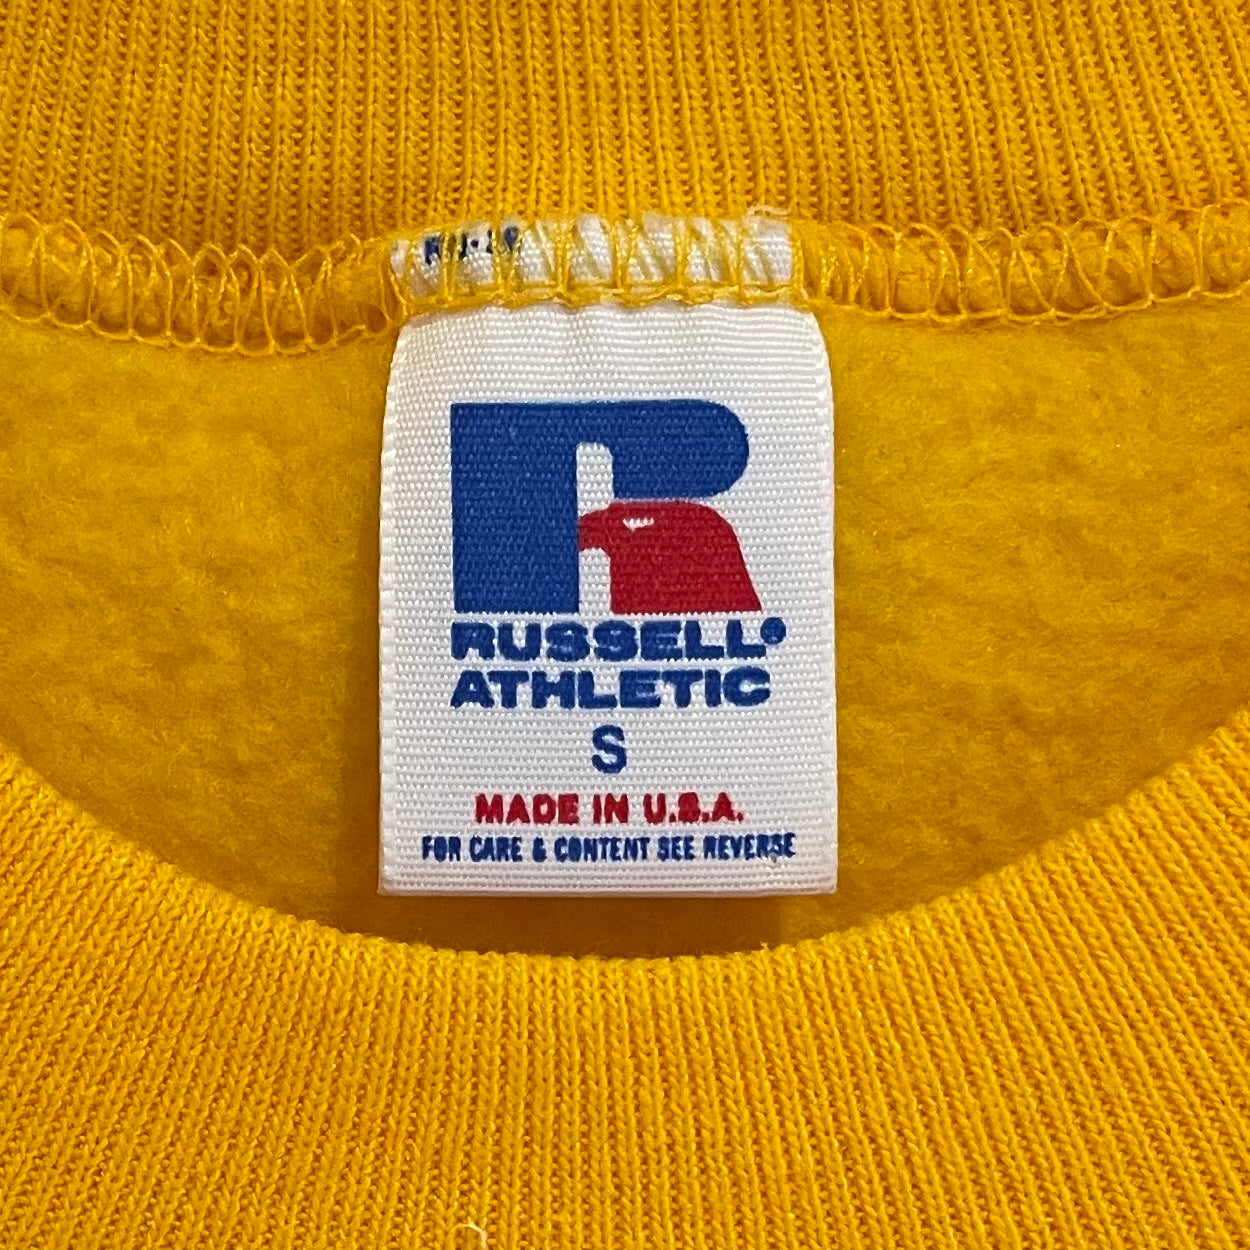 RUSSELL®
ATHLETIC
S
MADE IN U.S.A.
FOR CARE & CONTENT SEE REVERSE